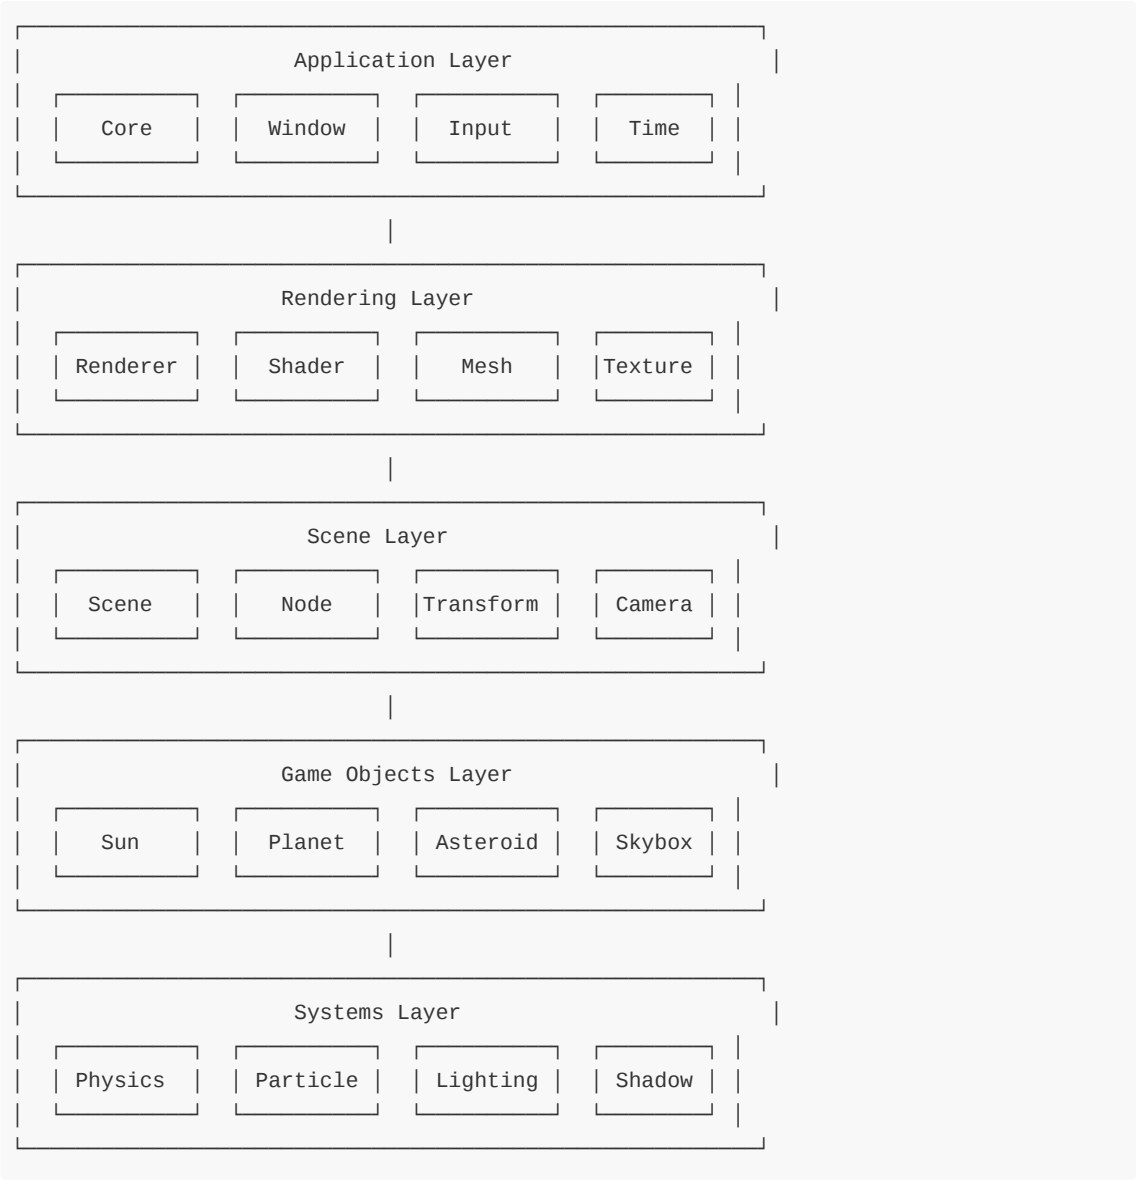 Application Layer
Core Window Input Time
Rendering Layer
Renderer Shader Mesh Texture
Scene Layer
Scene Node Transform Camera
Game Objects Layer
Sun Planet Asteroid Skybox
Systems Layer
Physics Particle Lighting Shadow